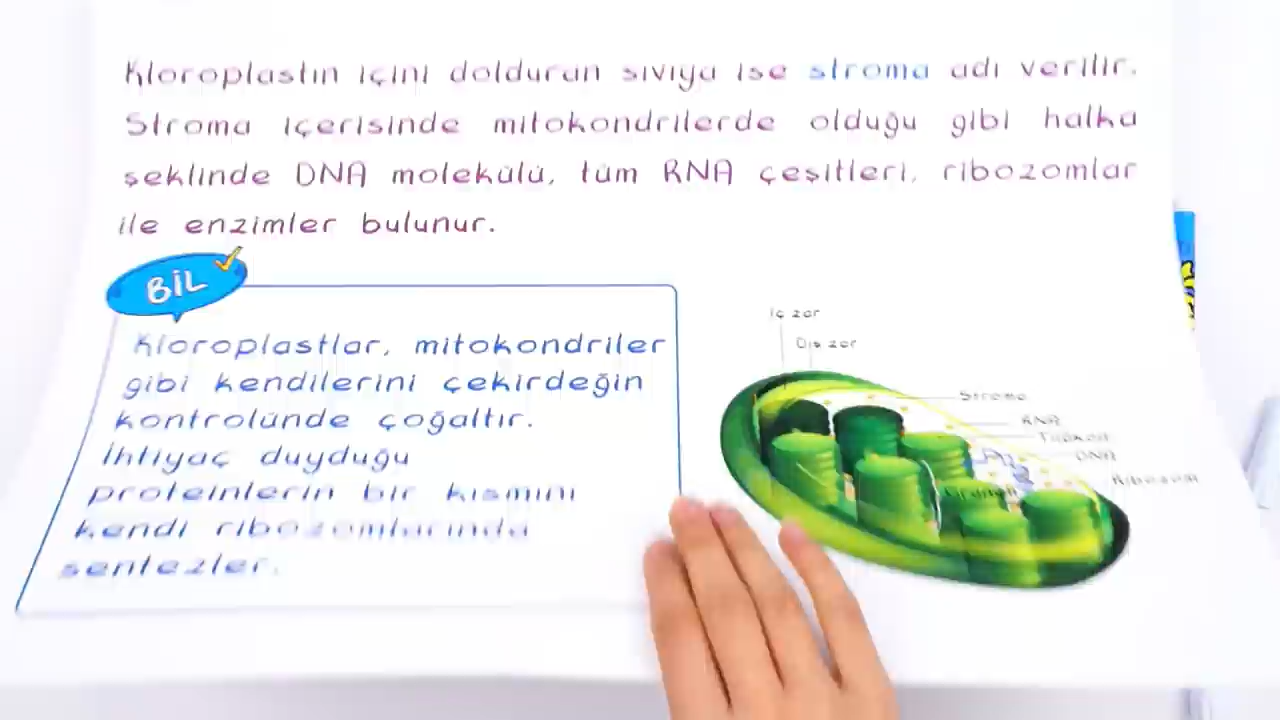 Kloroplastın içini dolduran sıvıya ise stroma adı verilir.
Stroma içerisinde mitokondrilerde olduğu gibi halka
şeklinde DNA molekülü, tüm RNA çeşitleri, ribozomlar
ile enzimler bulunur.
BİL
Kloroplastlar, mitokondriler
gibi kendilerini çekirdeğin
kontrolünde çoğaltır.
İhtiyaç duyduğu
proteinlerin bir kısmını
kendi ribozomlarında
sentezler.
İç zar
Dış zar
Stroma
RNA
DNA
Ribozom